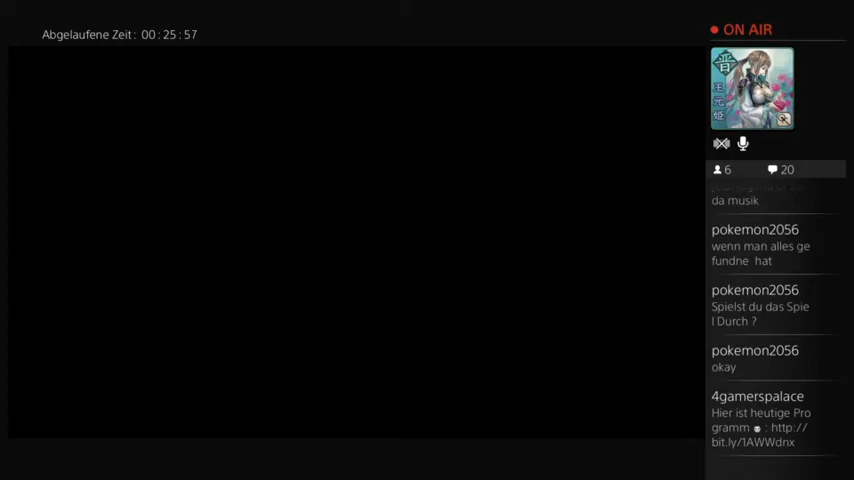 Abgelaufene Zeit: 00:25:57
ON AIR
晋
王元姫
6 20
da musik
pokemon2056
wenn man alles ge
fundne hat
pokemon2056
Spielst du das Spie
l Durch ?
pokemon2056
okay
4gamerspalace
Hier ist heutige Pro
gramm : http://
bit.ly/1AWWdnx